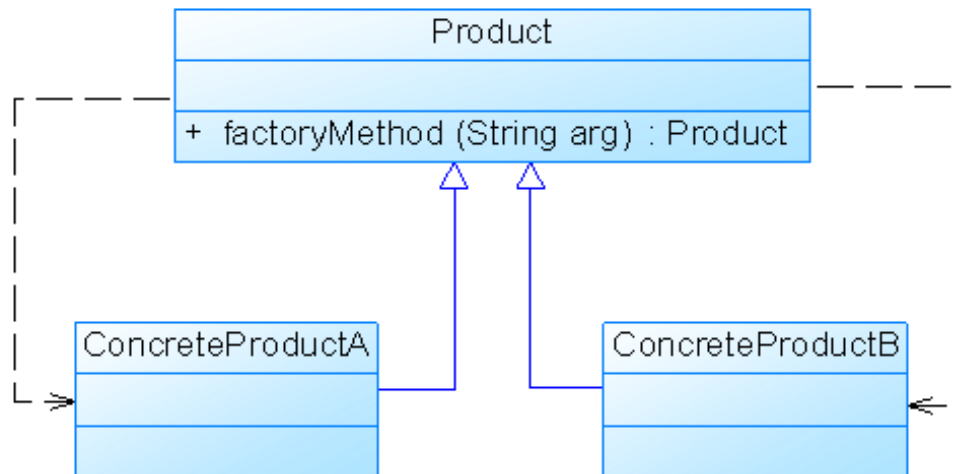 Product
+ factoryMethod (String arg) : Product
ConcreteProductA
ConcreteProductB